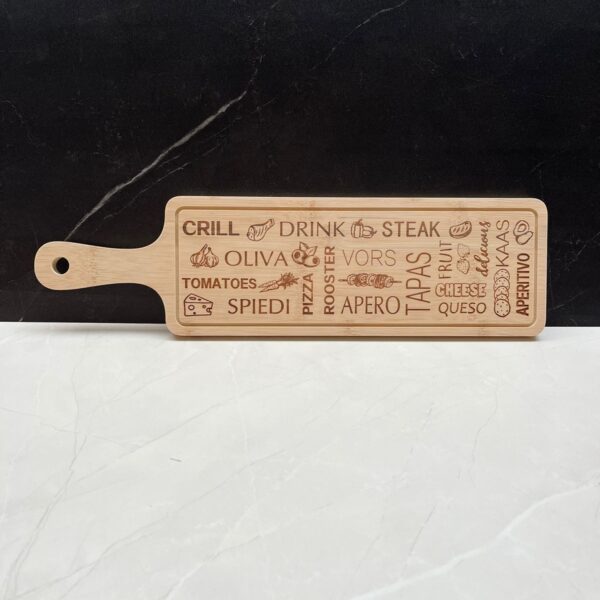 CRILL DRINK STEAK
OLIVA VORS
TOMATOES
SPIEDI
PIZZA
ROOSTER
APERO
TAPAS
FRUIT
delicious
KAAS
CHEESE
QUESO
APERITIVO